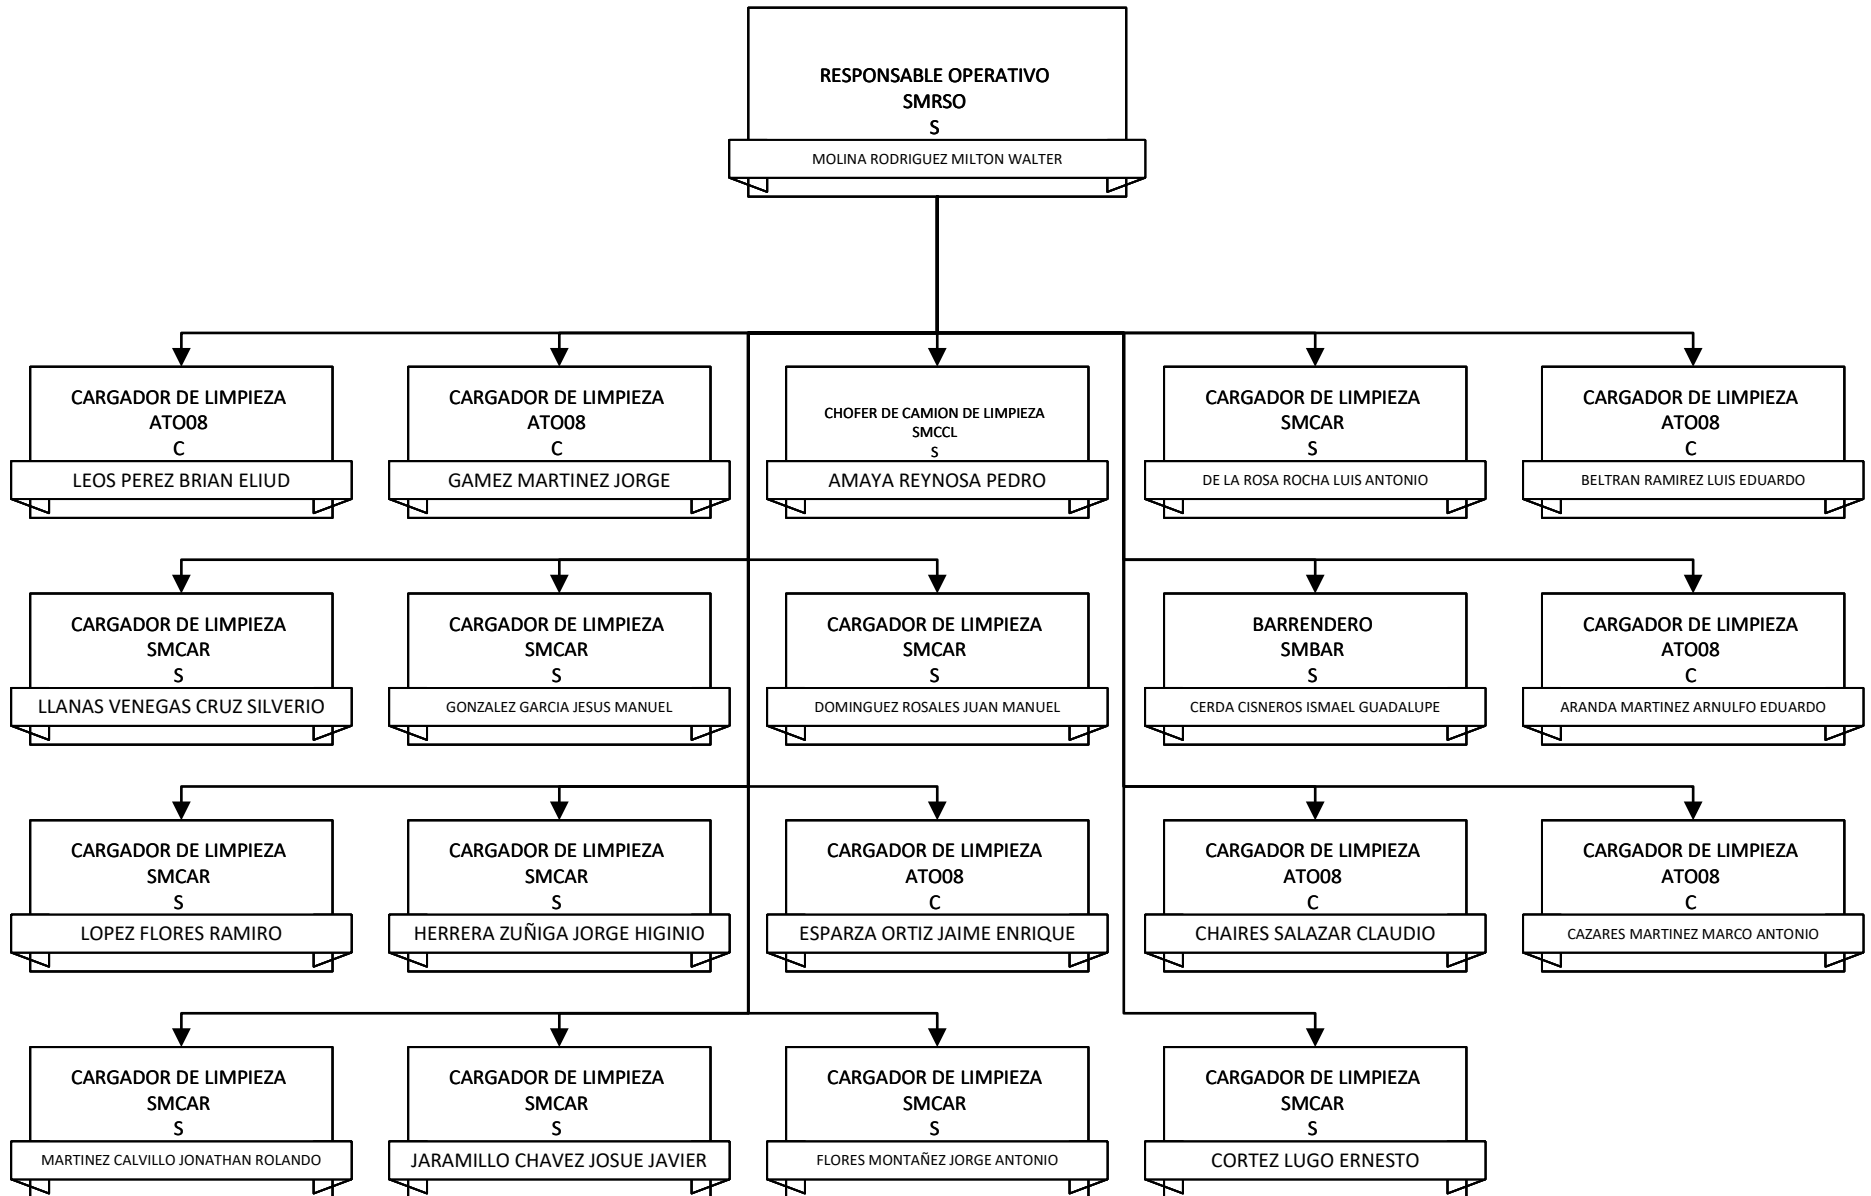 RESPONSABLE OPERATIVO
SMRSO
S
MOLINA RODRIGUEZ MILTON WALTER
CARGADOR DE LIMPIEZA
ATO08
C
LEOS PEREZ BRIAN ELIUD
CARGADOR DE LIMPIEZA
ATO08
C
GAMEZ MARTINEZ JORGE
CHOFER DE CAMION DE LIMPIEZA
SMCCL
S
AMAYA REYNOSA PEDRO
CARGADOR DE LIMPIEZA
SMCAR
S
DE LA ROSA ROCHA LUIS ANTONIO
CARGADOR DE LIMPIEZA
ATO08
C
BELTRAN RAMIREZ LUIS EDUARDO
CARGADOR DE LIMPIEZA
SMCAR
S
LLANAS VENEGAS CRUZ SILVERIO
CARGADOR DE LIMPIEZA
SMCAR
S
GONZALEZ GARCIA JESUS MANUEL
CARGADOR DE LIMPIEZA
SMCAR
S
DOMINGUEZ ROSALES JUAN MANUEL
BARRENDERO
SMBAR
S
CERDA CISNEROS ISMAEL GUADALUPE
CARGADOR DE LIMPIEZA
ATO08
C
ARANDA MARTINEZ ARNULFO EDUARDO
CARGADOR DE LIMPIEZA
SMCAR
S
LOPEZ FLORES RAMIRO
CARGADOR DE LIMPIEZA
SMCAR
S
HERRERA ZUÑIGA JORGE HIGINIO
CARGADOR DE LIMPIEZA
ATO08
C
ESPARZA ORTIZ JAIME ENRIQUE
CARGADOR DE LIMPIEZA
ATO08
C
CHAIRES SALAZAR CLAUDIO
CARGADOR DE LIMPIEZA
ATO08
C
CAZARES MARTINEZ MARCO ANTONIO
CARGADOR DE LIMPIEZA
SMCAR
S
MARTINEZ CALVILLO JONATHAN ROLANDO
CARGADOR DE LIMPIEZA
SMCAR
S
JARAMILLO CHAVEZ JOSUE JAVIER
CARGADOR DE LIMPIEZA
SMCAR
S
FLORES MONTAÑEZ JORGE ANTONIO
CARGADOR DE LIMPIEZA
SMCAR
S
CORTEZ LUGO ERNESTO